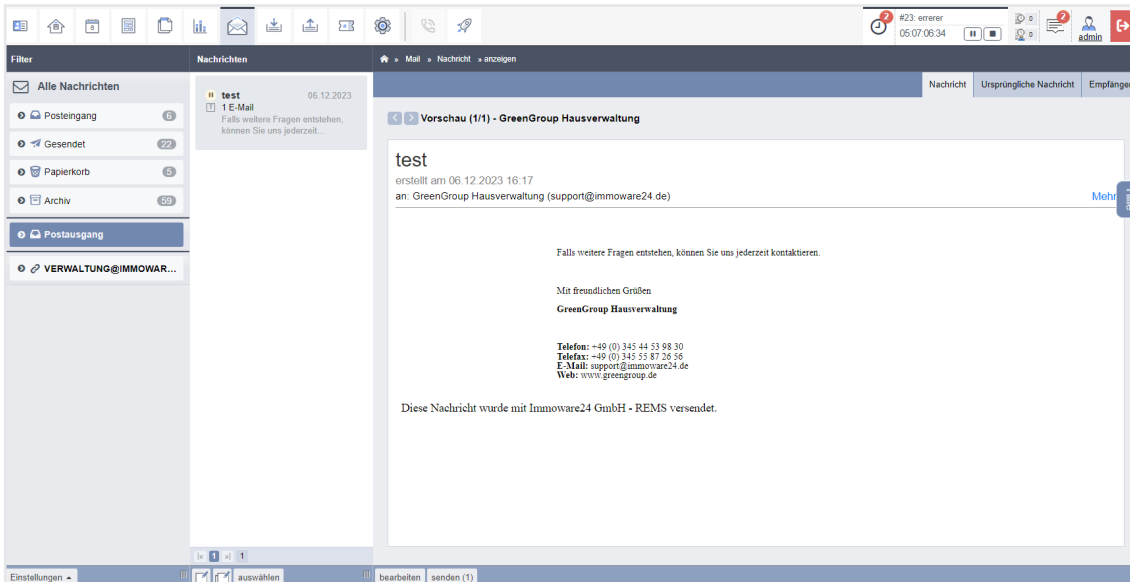 2
#23: errerer
05:07:06:34
0
0
2
admin
6
Filter
Nachrichten
» Mail » Nachricht » anzeigen
Alle Nachrichten
Posteingang 6
Gesendet 22
Papierkorb 5
Archiv 59
Postausgang
VERWALTUNG@IMMOWAR...
test 06.12.2023
1 E-Mail
Falls weitere Fragen entstehen,
können Sie uns jederzeit...
Nachricht Ursprüngliche Nachricht Empfänger
Vorschau (1/1) - GreenGroup Hausverwaltung
test
erstellt am 06.12.2023 16:17
an: GreenGroup Hausverwaltung (support@immoware24.de)
Mehr
Falls weitere Fragen entstehen, können Sie uns jederzeit kontaktieren.
Mit freundlichen Grüßen
GreenGroup Hausverwaltung
Telefon: +49 (0) 345 44 53 98 30
Telefax: +49 (0) 345 55 87 26 56
E-Mail: support@immoware24.de
Web: www.greengroup.de
Diese Nachricht wurde mit Immoware24 GmbH - REMS versendet.
1 1
Einstellungen
auswählen
bearbeiten senden (1)